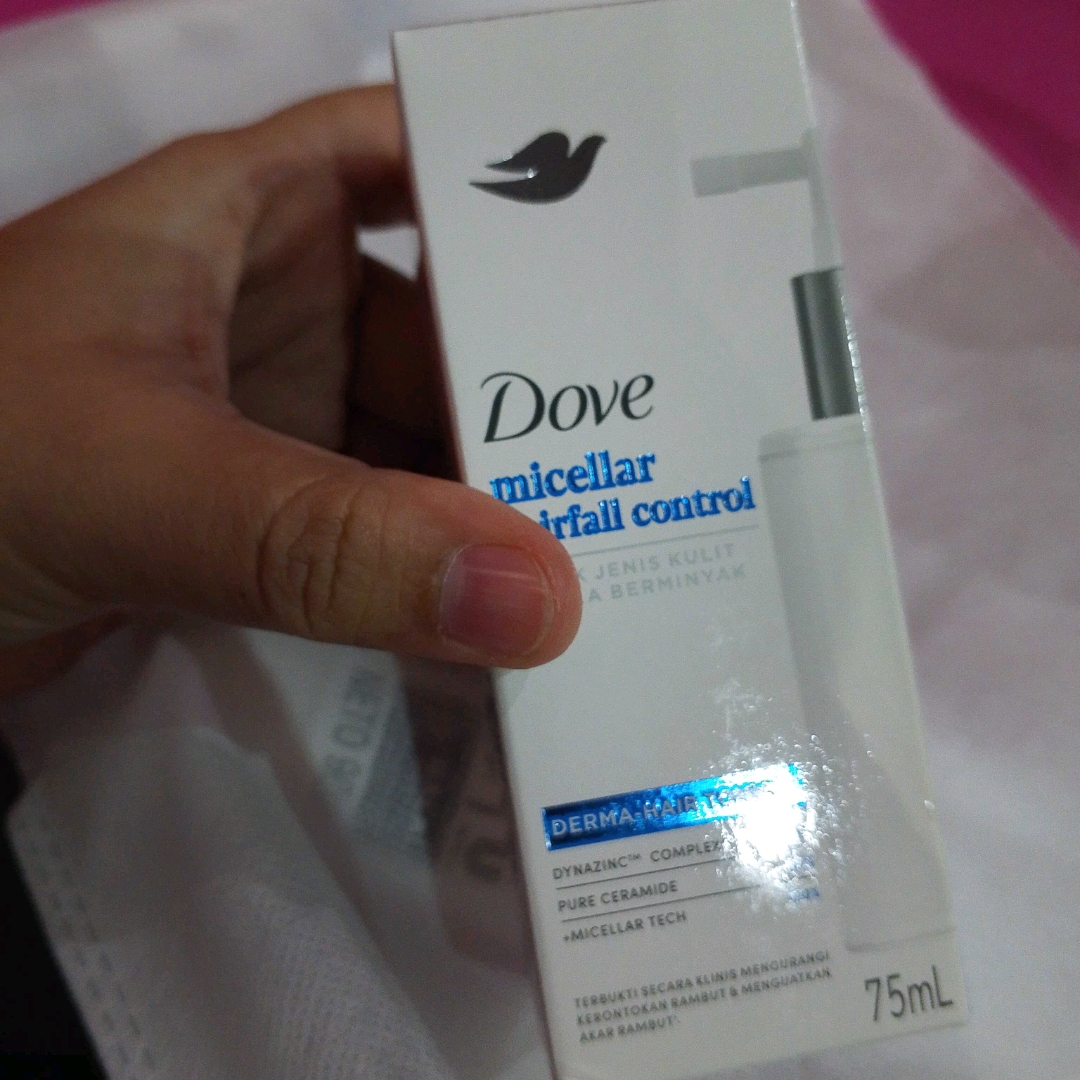 Dove
micellar
irfall control
K JENIS KULIT
A BERMINYAK
DERMA-HAIR
DYNAZINC™ COMPLEX
PURE CERAMIDE
+MICELLAR TECH
TERBUKTI SECARA KLINIS MENGURANGI
KERONTOKAN RAMBUT & MENGUATKAN
AKAR RAMBUT*.
75mL